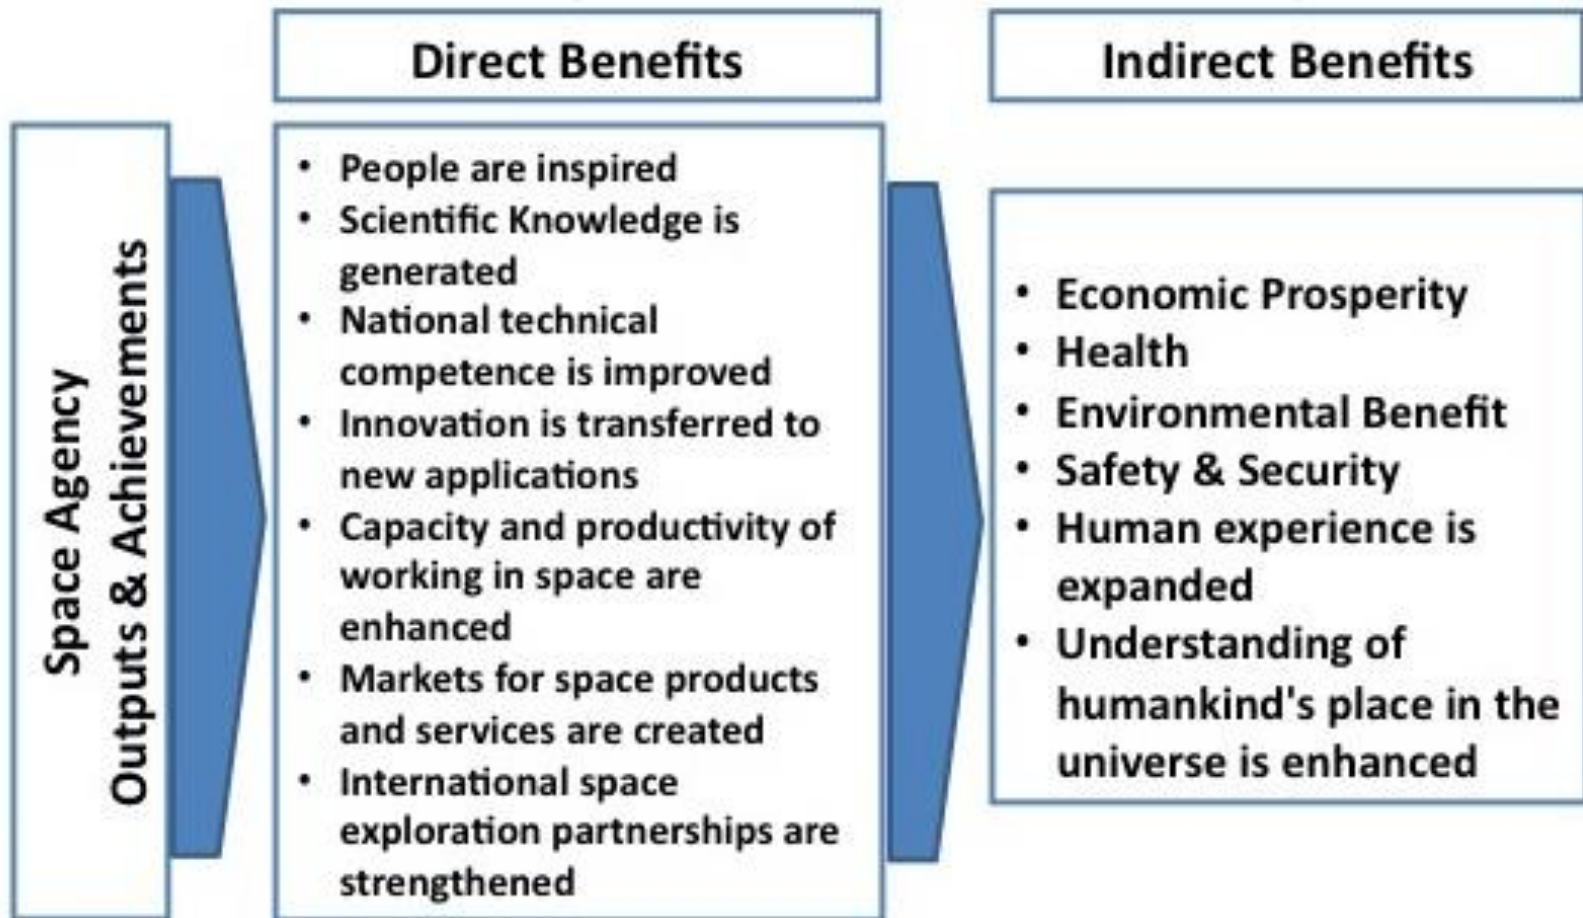 Direct Benefits
Indirect Benefits
Space Agency
Outputs & Achievements
• People are inspired
• Scientific Knowledge is
generated
• National technical
competence is improved
• Innovation is transferred to
new applications
• Capacity and productivity of
working in space are
enhanced
• Markets for space products
and services are created
• International space
exploration partnerships are
strengthened
• Economic Prosperity
• Health
• Environmental Benefit
• Safety & Security
• Human experience is
expanded
• Understanding of
humankind's place in the
universe is enhanced